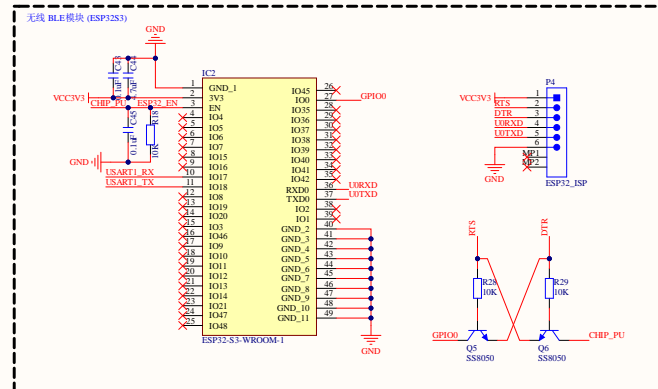 无线 BLE模块 (ESP32S3)
GND
C43
0.1uF
C44
4.7uF
VCC3V3
CHIP_PU
ESP32_EN
C45
0.1uF
R18
10K
GND
USART1_RX
USART1_TX
IC2
1 GND_1
2 3V3
3 EN
4 IO4
5 IO5
6 IO6
7 IO7
8 IO15
9 IO16
10 IO17
11 IO18
12 IO8
13 IO19
14 IO20
15 IO3
16 IO46
17 IO9
18 IO10
19 IO11
20 IO12
21 IO13
22 IO14
23 IO21
24 IO47
25 IO48
IO45 26
IO0 27
IO35 28
IO36 29
IO37 30
IO38 31
IO39 32
IO40 33
IO41 34
IO42 35
RXD0 36
TXD0 37
IO2 38
IO1 39
GND_2 40
GND_3 41
GND_4 42
GND_5 43
GND_6 44
GND_7 45
GND_8 46
GND_9 47
GND_10 48
GND_11 49
ESP32-S3-WROOM-1
GPIO0
U0RXD
U0TXD
GND
P4
VCC3V3 1
RTS 2
DTR 3
U0RXD 4
U0TXD 5
6
MP1
MP2
GND
ESP32_ISP
RTS
DTR
R28
10K
R29
10K
GPIO0
CHIP_PU
Q5
SS8050
Q6
SS8050